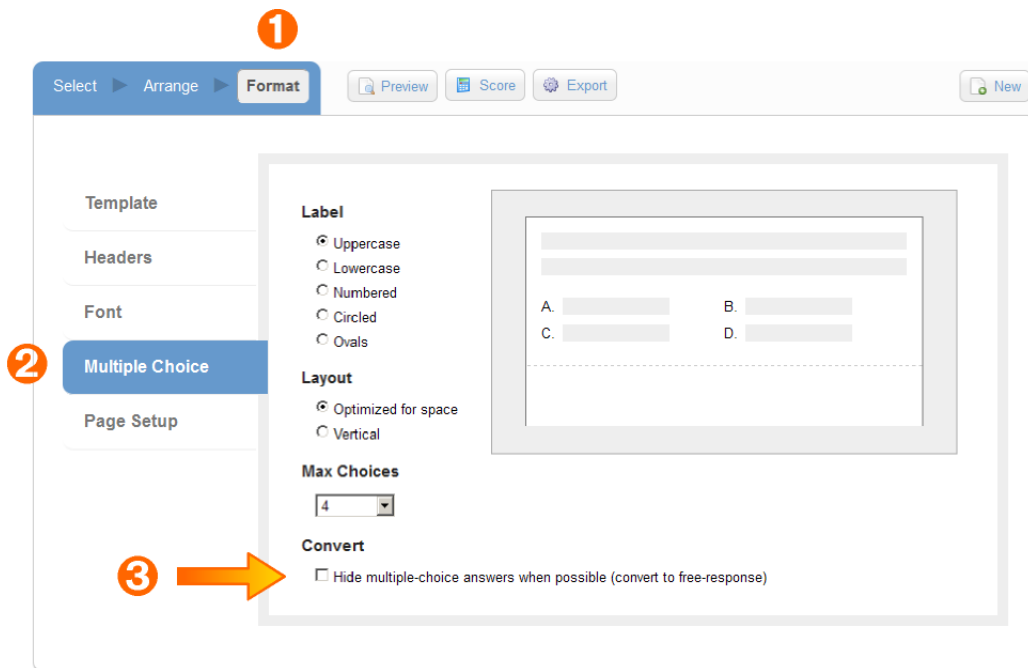 1
Select Arrange Format Preview Score Export New
Template
Headers
Font
2 Multiple Choice
Page Setup
Label
Uppercase
Lowercase
Numbered
Circled
Ovals
Layout
Optimized for space
Vertical
Max Choices
4
Convert
3 Hide multiple-choice answers when possible (convert to free-response)
A. B.
C. D.